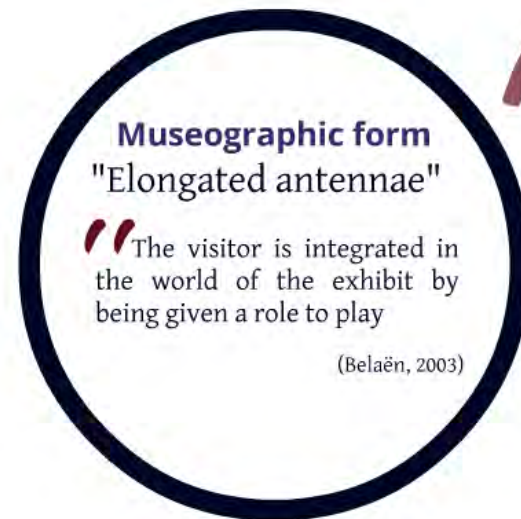 Museographic form
"Elongated antennae"
"The visitor is integrated in
the world of the exhibit by
being given a role to play
(Belaën, 2003)